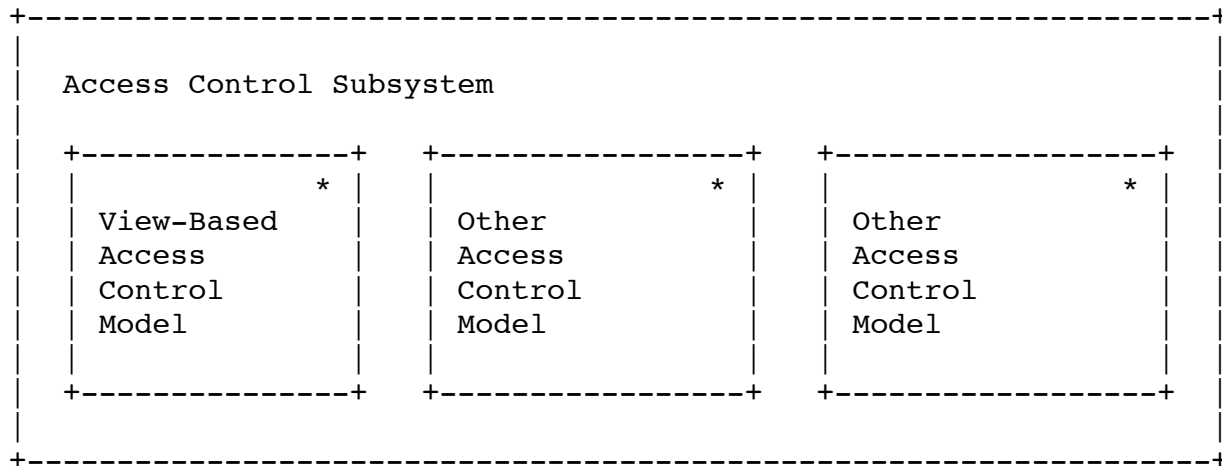 Access Control Subsystem
* * *
View-Based Other Other
Access Access Access
Control Control Control
Model Model Model